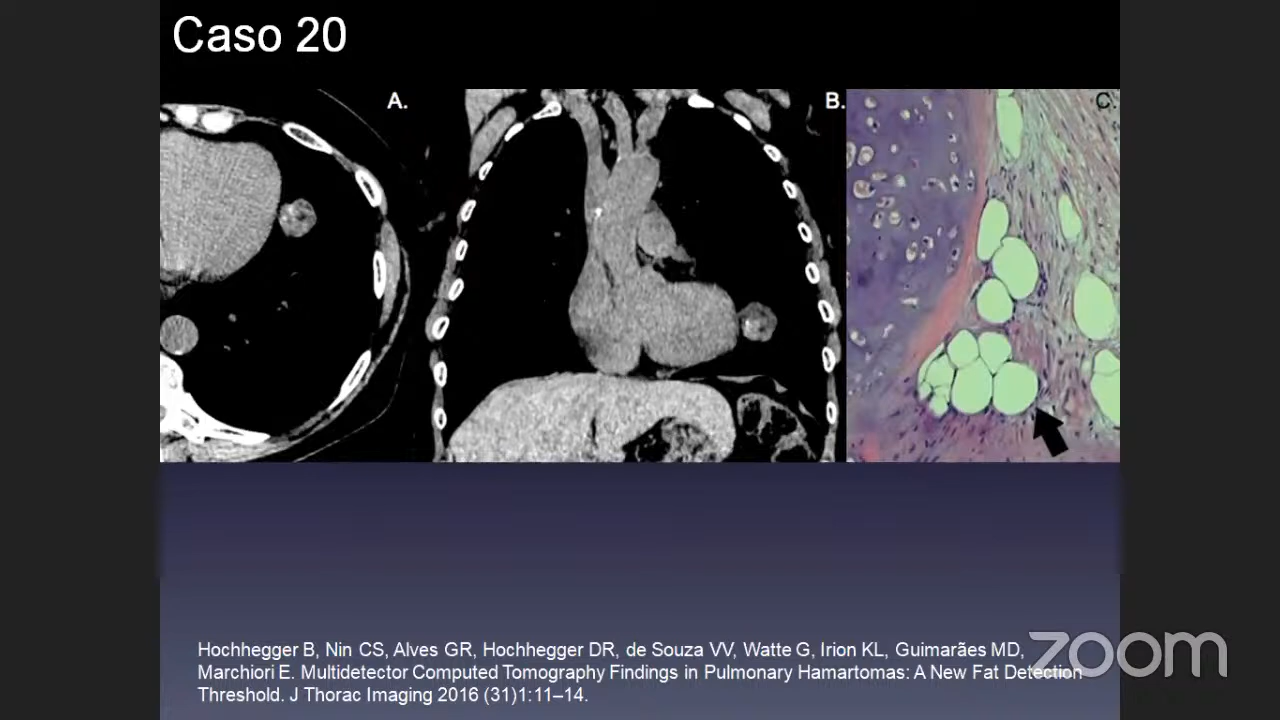 Caso 20
A.
B.
C.
Hochhegger B, Nin CS, Alves GR, Hochhegger DR, de Souza VV, Watte G, Irion KL, Guimarães MD,
Marchiori E. Multidetector Computed Tomography Findings in Pulmonary Hamartomas: A New Fat Detection
Threshold. J Thorac Imaging 2016 (31)1:11–14.
zoom